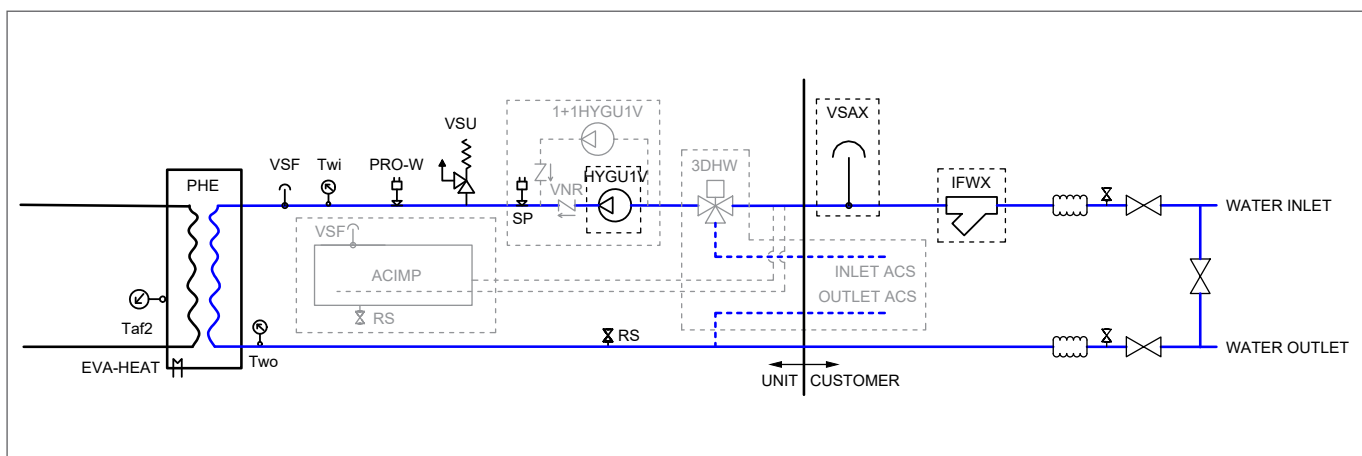 1+1HYGU1V
VSAX
VSU
3DHW
VSF
Twi
PRO-W
HYGU1V
IFWX
PHE
VNR
SP
WATER INLET
VSF
ACIMP
INLET ACS
OUTLET ACS
RS
Taf2
RS
Two
EVA-HEAT
WATER OUTLET
UNIT
CUSTOMER